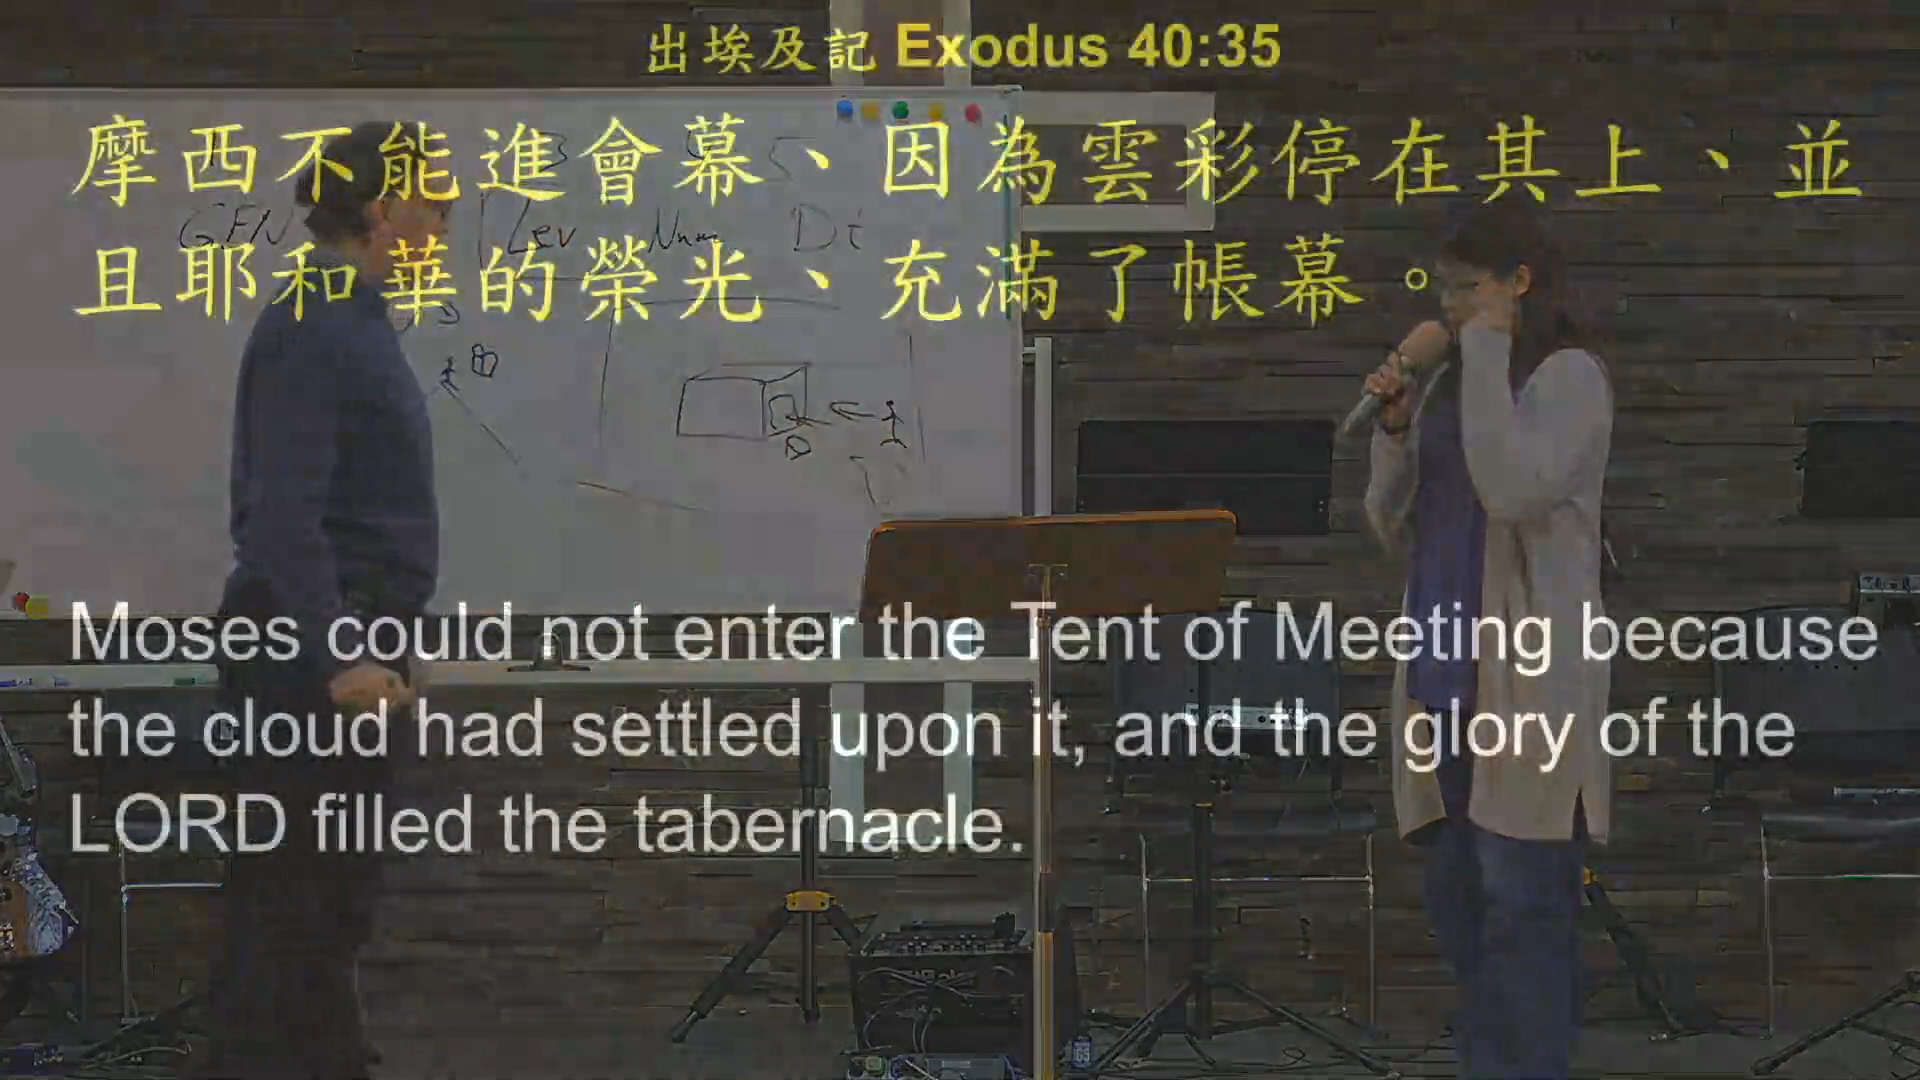 出埃及記 Exodus 40:35
摩西不能進會幕、因為雲彩停在其上、並
且耶和華的榮光、充滿了帳幕。
GEN Lev Num Dt
Moses could not enter the Tent of Meeting because
the cloud had settled upon it, and the glory of the
LORD filled the tabernacle.